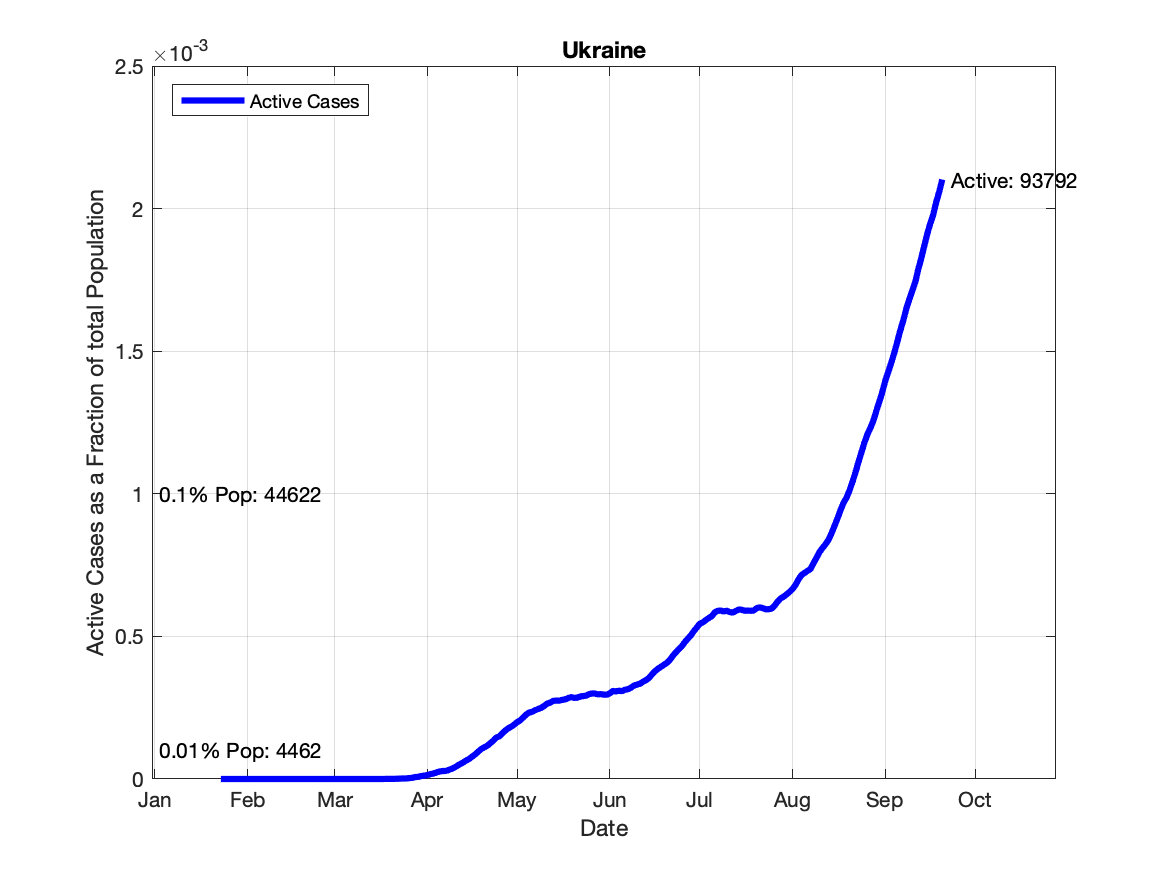 Ukraine
×10-3
Active Cases
2.5
2
1.5
1
0.5
0
Active: 93792
0.1% Pop: 44622
0.01% Pop: 4462
Active Cases as a Fraction of total Population
Jan Feb Mar Apr May Jun Jul Aug Sep Oct
Date